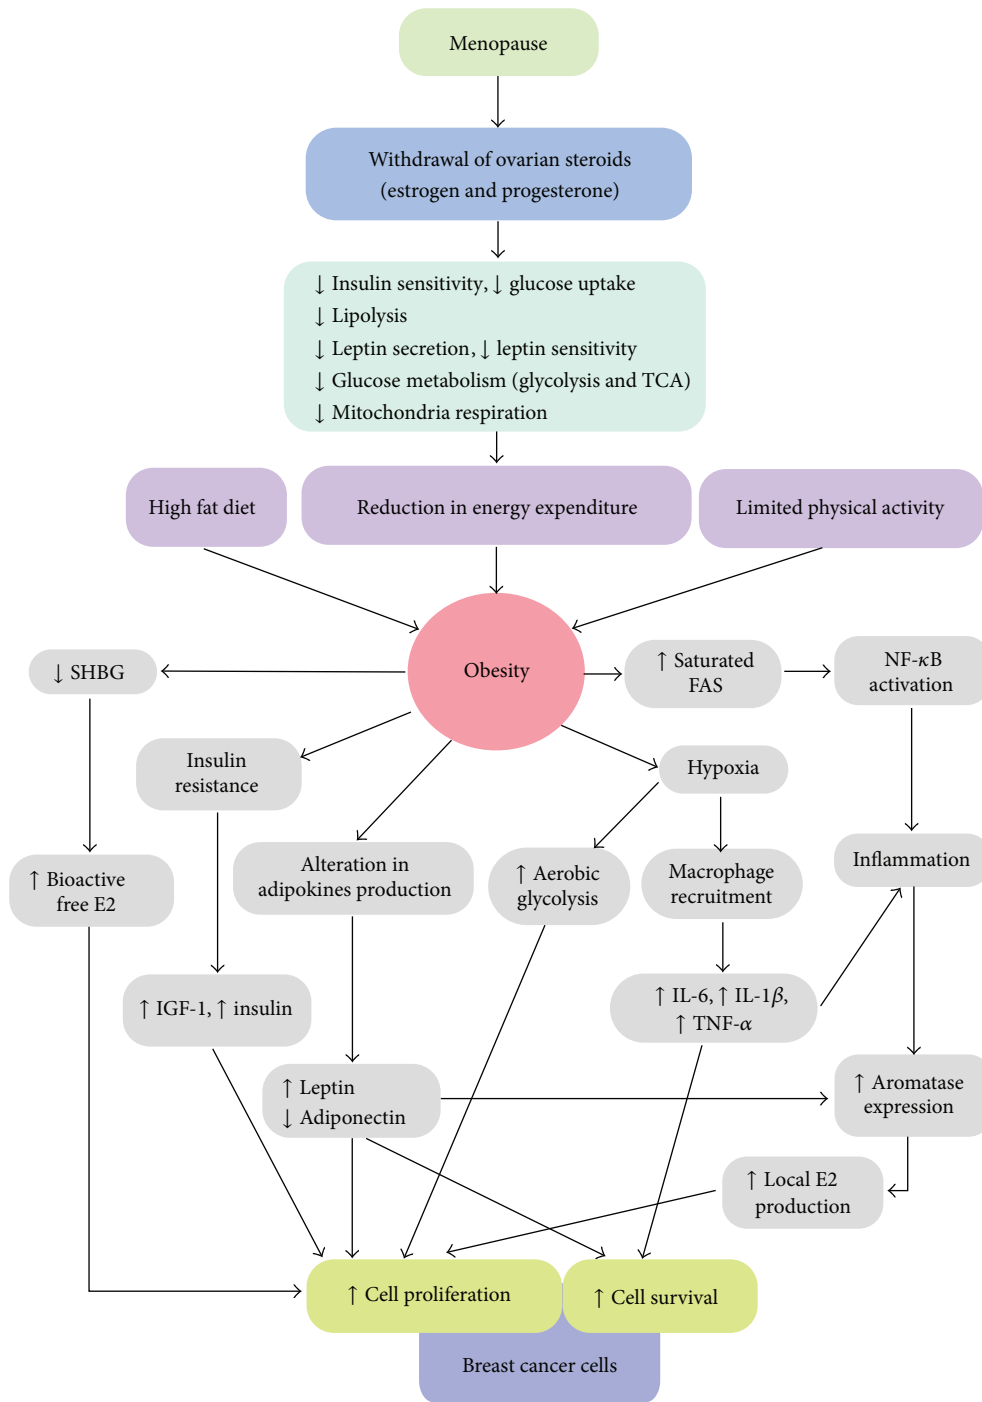 Menopause
Withdrawal of ovarian steroids
(estrogen and progesterone)
↓ Insulin sensitivity, ↓ glucose uptake
↓ Lipolysis
↓ Leptin secretion, ↓ leptin sensitivity
↓ Glucose metabolism (glycolysis and TCA)
↓ Mitochondria respiration
High fat diet
Reduction in energy expenditure
Limited physical activity
Obesity
↓ SHBG
↑ Saturated
FAS
NF-κB
activation
Insulin
resistance
Hypoxia
Alteration in
adipokines production
↑ Aerobic
glycolysis
Macrophage
recruitment
Inflammation
↑ Bioactive
free E2
↑ IGF-1, ↑ insulin
↑ IL-6, ↑ IL-1β,
↑ TNF-α
↑ Leptin
↓ Adiponectin
↑ Aromatase
expression
↑ Local E2
production
↑ Cell proliferation
↑ Cell survival
Breast cancer cells